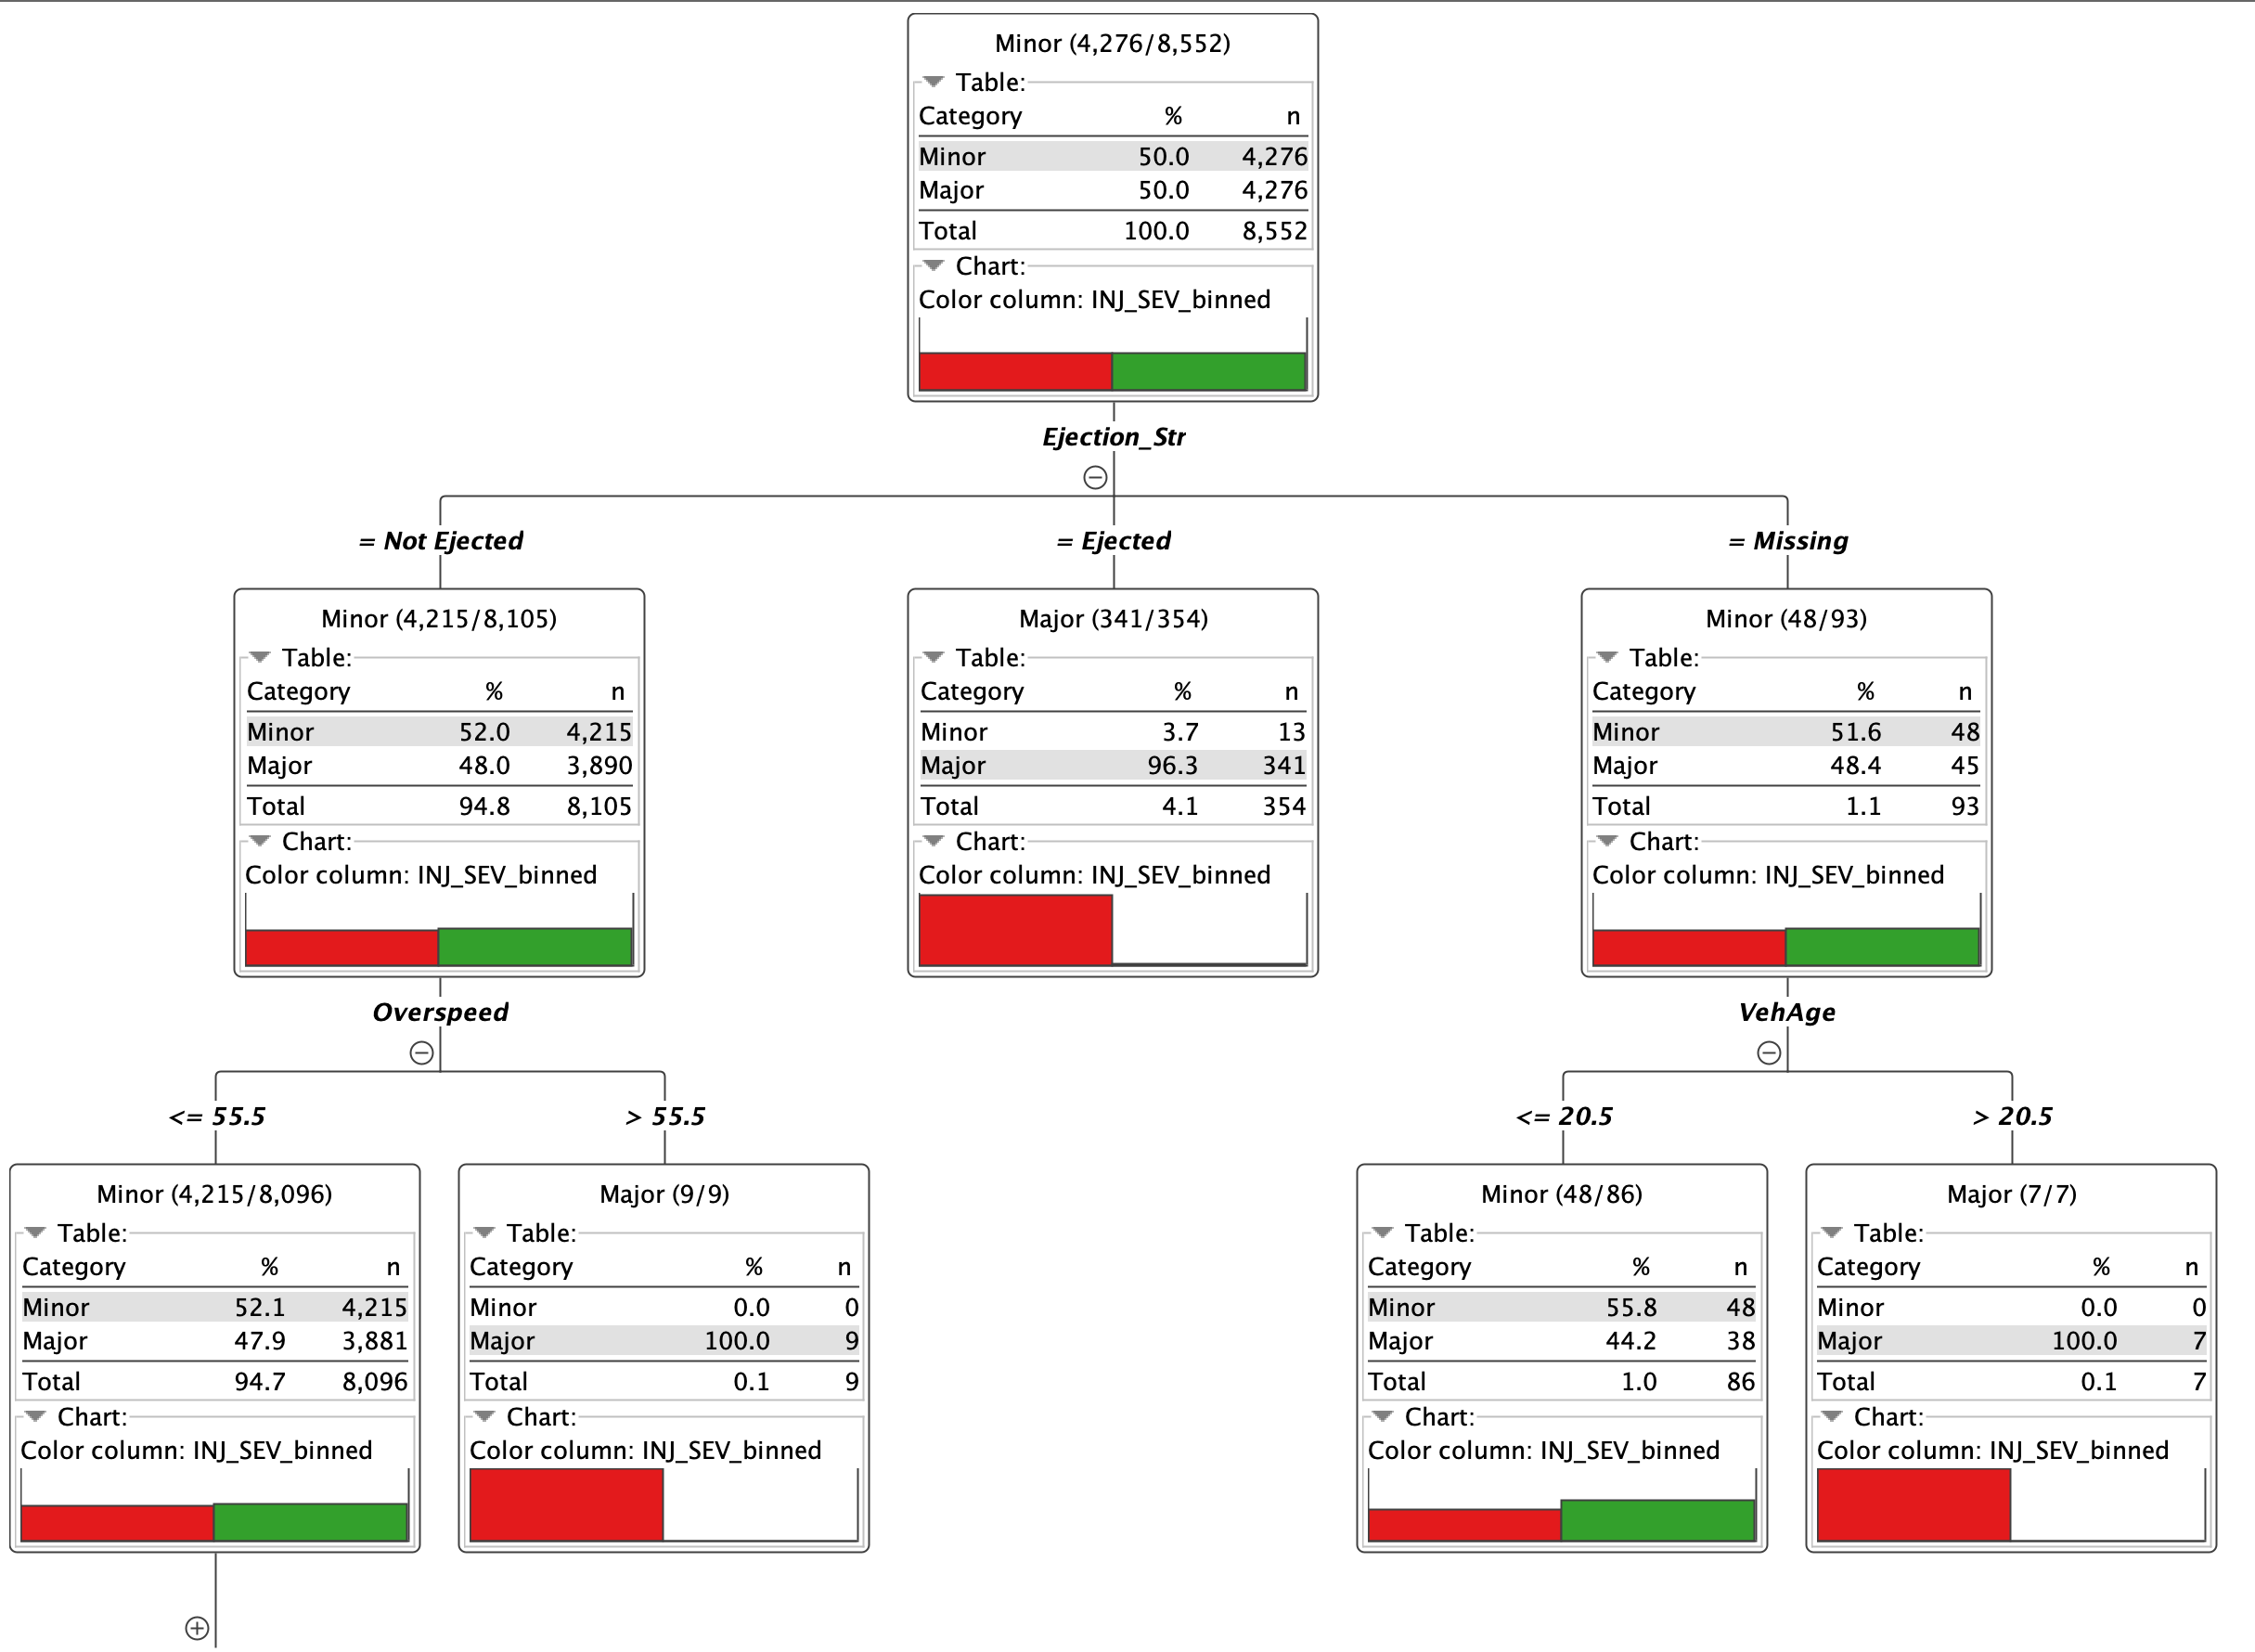 Minor (4,276/8,552)
Table:
Category % n
Minor 50.0 4,276
Major 50.0 4,276
Total 100.0 8,552
Chart:
Color column: INJ_SEV_binned
Ejection_Str
= Not Ejected
= Ejected
= Missing
Minor (4,215/8,105)
Table:
Category % n
Minor 52.0 4,215
Major 48.0 3,890
Total 94.8 8,105
Chart:
Color column: INJ_SEV_binned
Major (341/354)
Table:
Category % n
Minor 3.7 13
Major 96.3 341
Total 4.1 354
Chart:
Color column: INJ_SEV_binned
Minor (48/93)
Table:
Category % n
Minor 51.6 48
Major 48.4 45
Total 1.1 93
Chart:
Color column: INJ_SEV_binned
Overspeed
VehAge
<= 55.5
> 55.5
<= 20.5
> 20.5
Minor (4,215/8,096)
Table:
Category % n
Minor 52.1 4,215
Major 47.9 3,881
Total 94.7 8,096
Chart:
Color column: INJ_SEV_binned
Major (9/9)
Table:
Category % n
Minor 0.0 0
Major 100.0 9
Total 0.1 9
Chart:
Color column: INJ_SEV_binned
Minor (48/86)
Table:
Category % n
Minor 55.8 48
Major 44.2 38
Total 1.0 86
Chart:
Color column: INJ_SEV_binned
Major (7/7)
Table:
Category % n
Minor 0.0 0
Major 100.0 7
Total 0.1 7
Chart:
Color column: INJ_SEV_binned